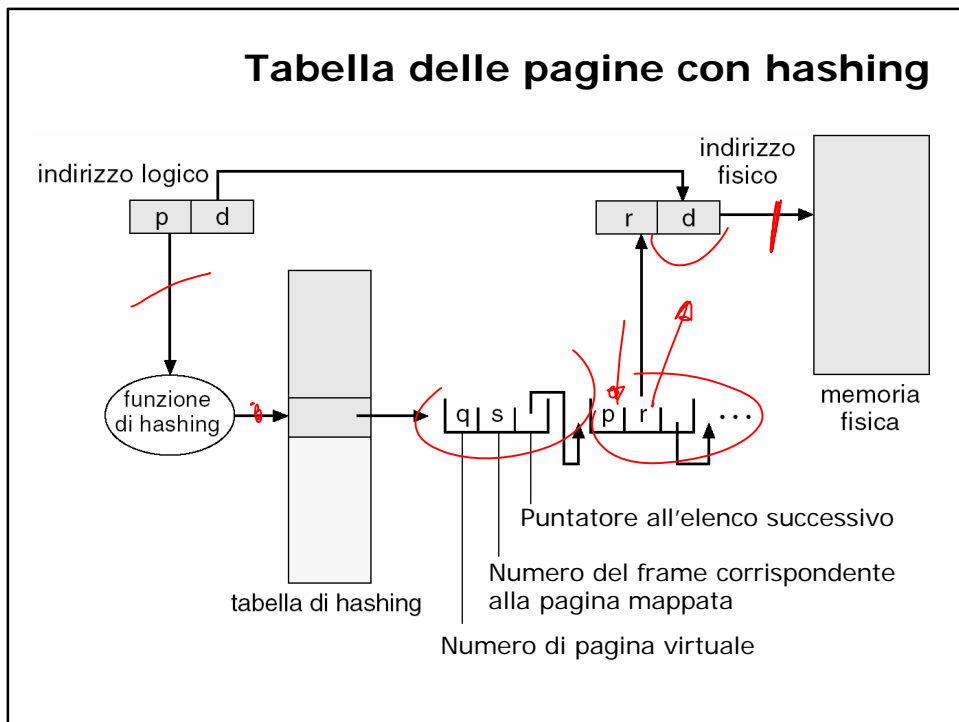 Tabella delle pagine con hashing
indirizzo logico
indirizzo
fisico
p d
r d
funzione
di hashing
q s
p r ...
memoria
fisica
Puntatore all'elenco successivo
Numero del frame corrispondente
alla pagina mappata
tabella di hashing
Numero di pagina virtuale